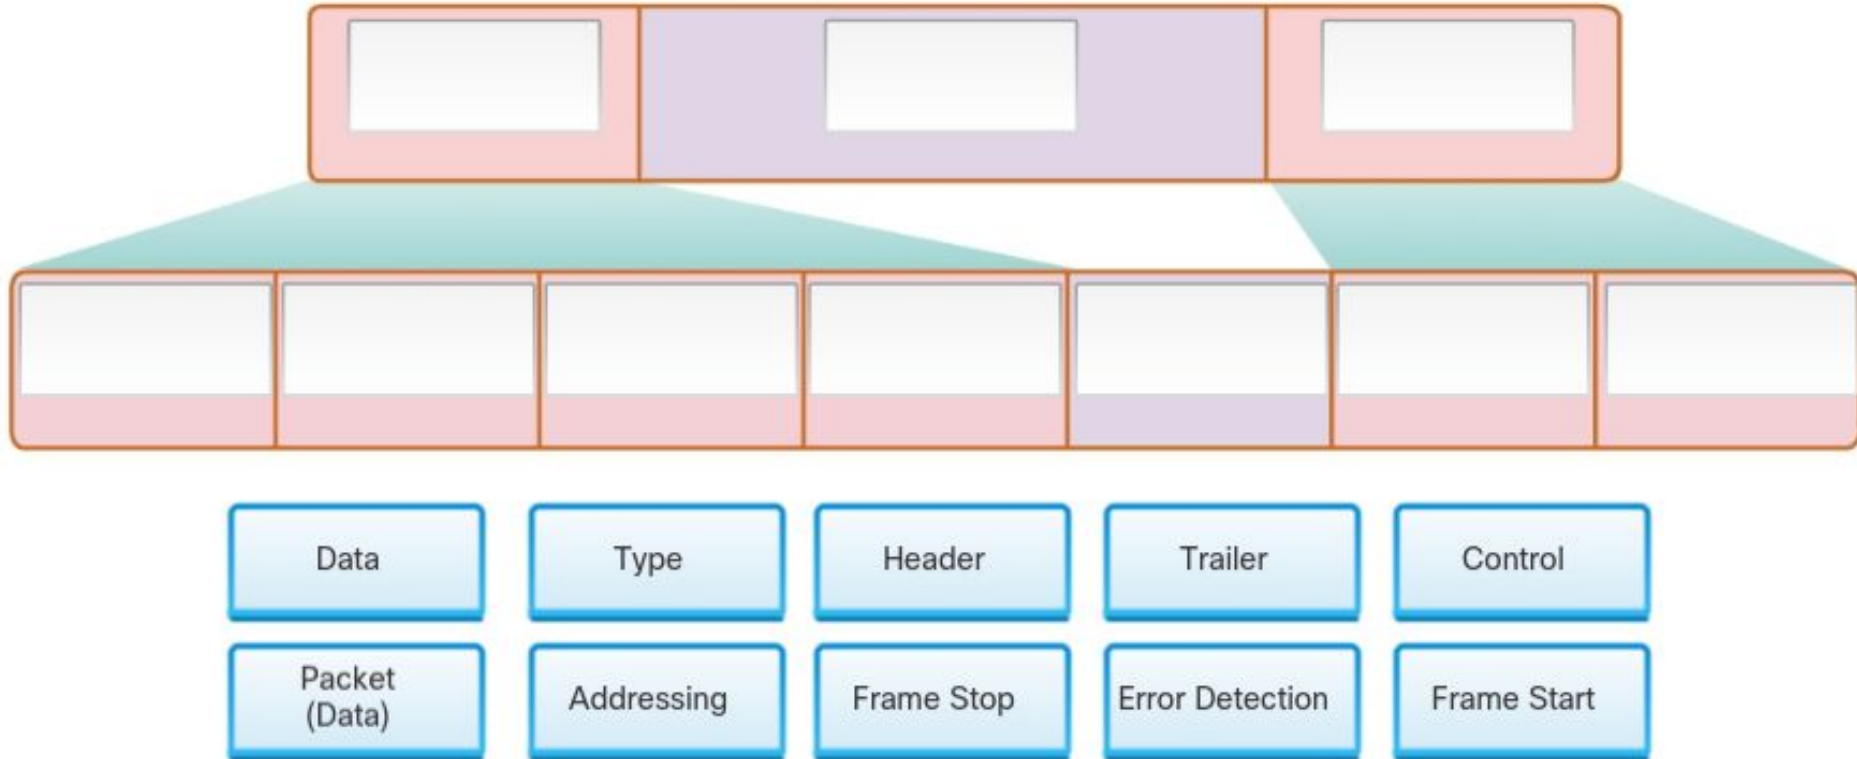 Data
Type
Header
Trailer
Control
Packet
(Data)
Addressing
Frame Stop
Error Detection
Frame Start